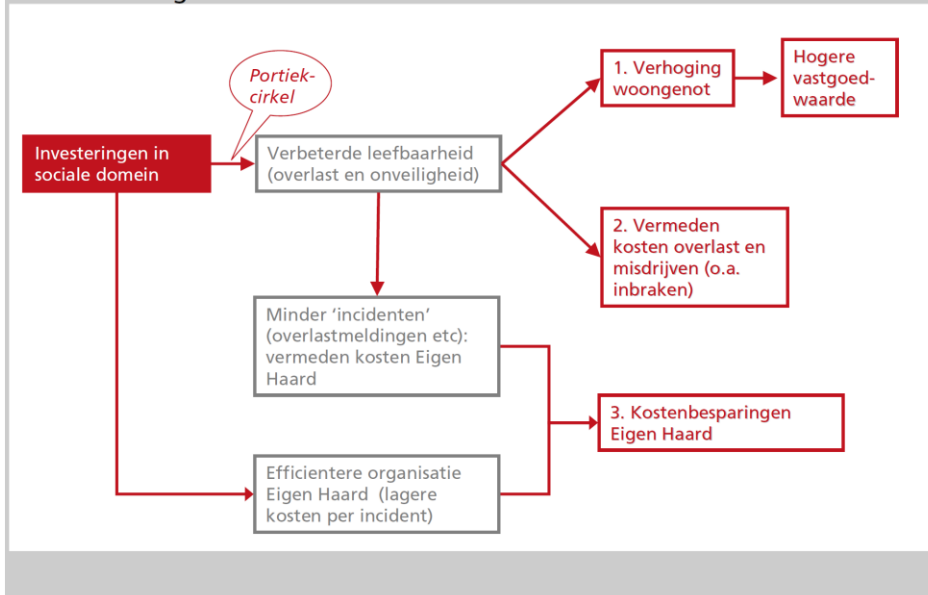 Portiek-
cirkel
Investeringen in
sociale domein
Verbeterde leefbaarheid
(overlast en onveiligheid)
1. Verhoging
woongenot
Hogere
vastgoed-
waarde
2. Vermeden
kosten overlast en
misdrijven (o.a.
inbraken)
Minder ‘incidenten’
(overlastmeldingen etc):
vermeden kosten Eigen
Haard
3. Kostenbesparingen
Eigen Haard
Efficientere organisatie
Eigen Haard (lagere
kosten per incident)